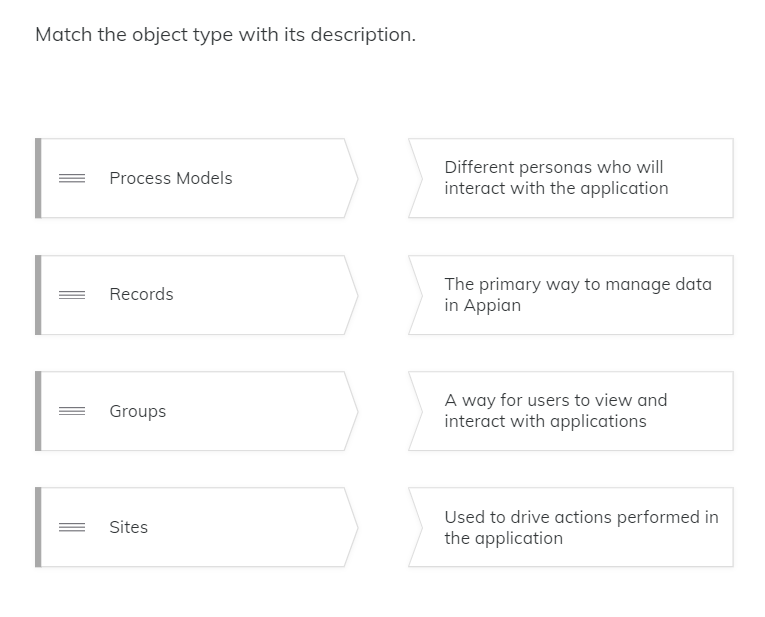 Match the object type with its description.
Process Models
Different personas who will
interact with the application
Records
The primary way to manage data
in Appian
Groups
A way for users to view and
interact with applications
Sites
Used to drive actions performed in
the application